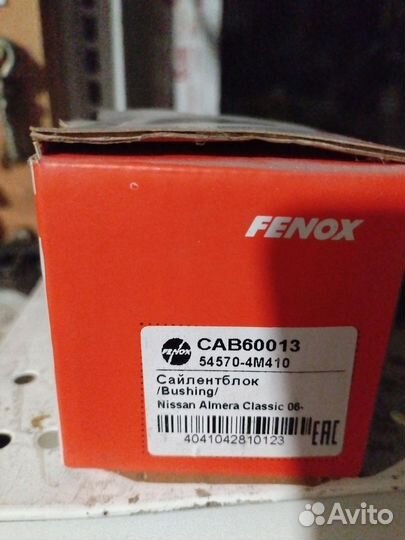 FENOX
FENOX
CAB60013
54570-4M410
Сайлентблок
/Bushing/
Nissan Almera Classic 06-
4041042810123
EAC
Avito